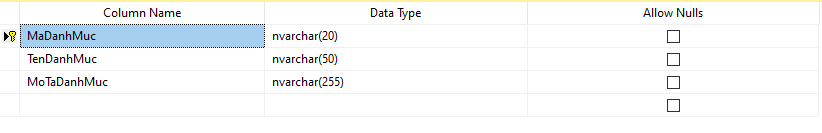 Column Name Data Type Allow Nulls
MaDanhMuc nvarchar(20)
TenDanhMuc nvarchar(50)
MoTaDanhMuc nvarchar(255)